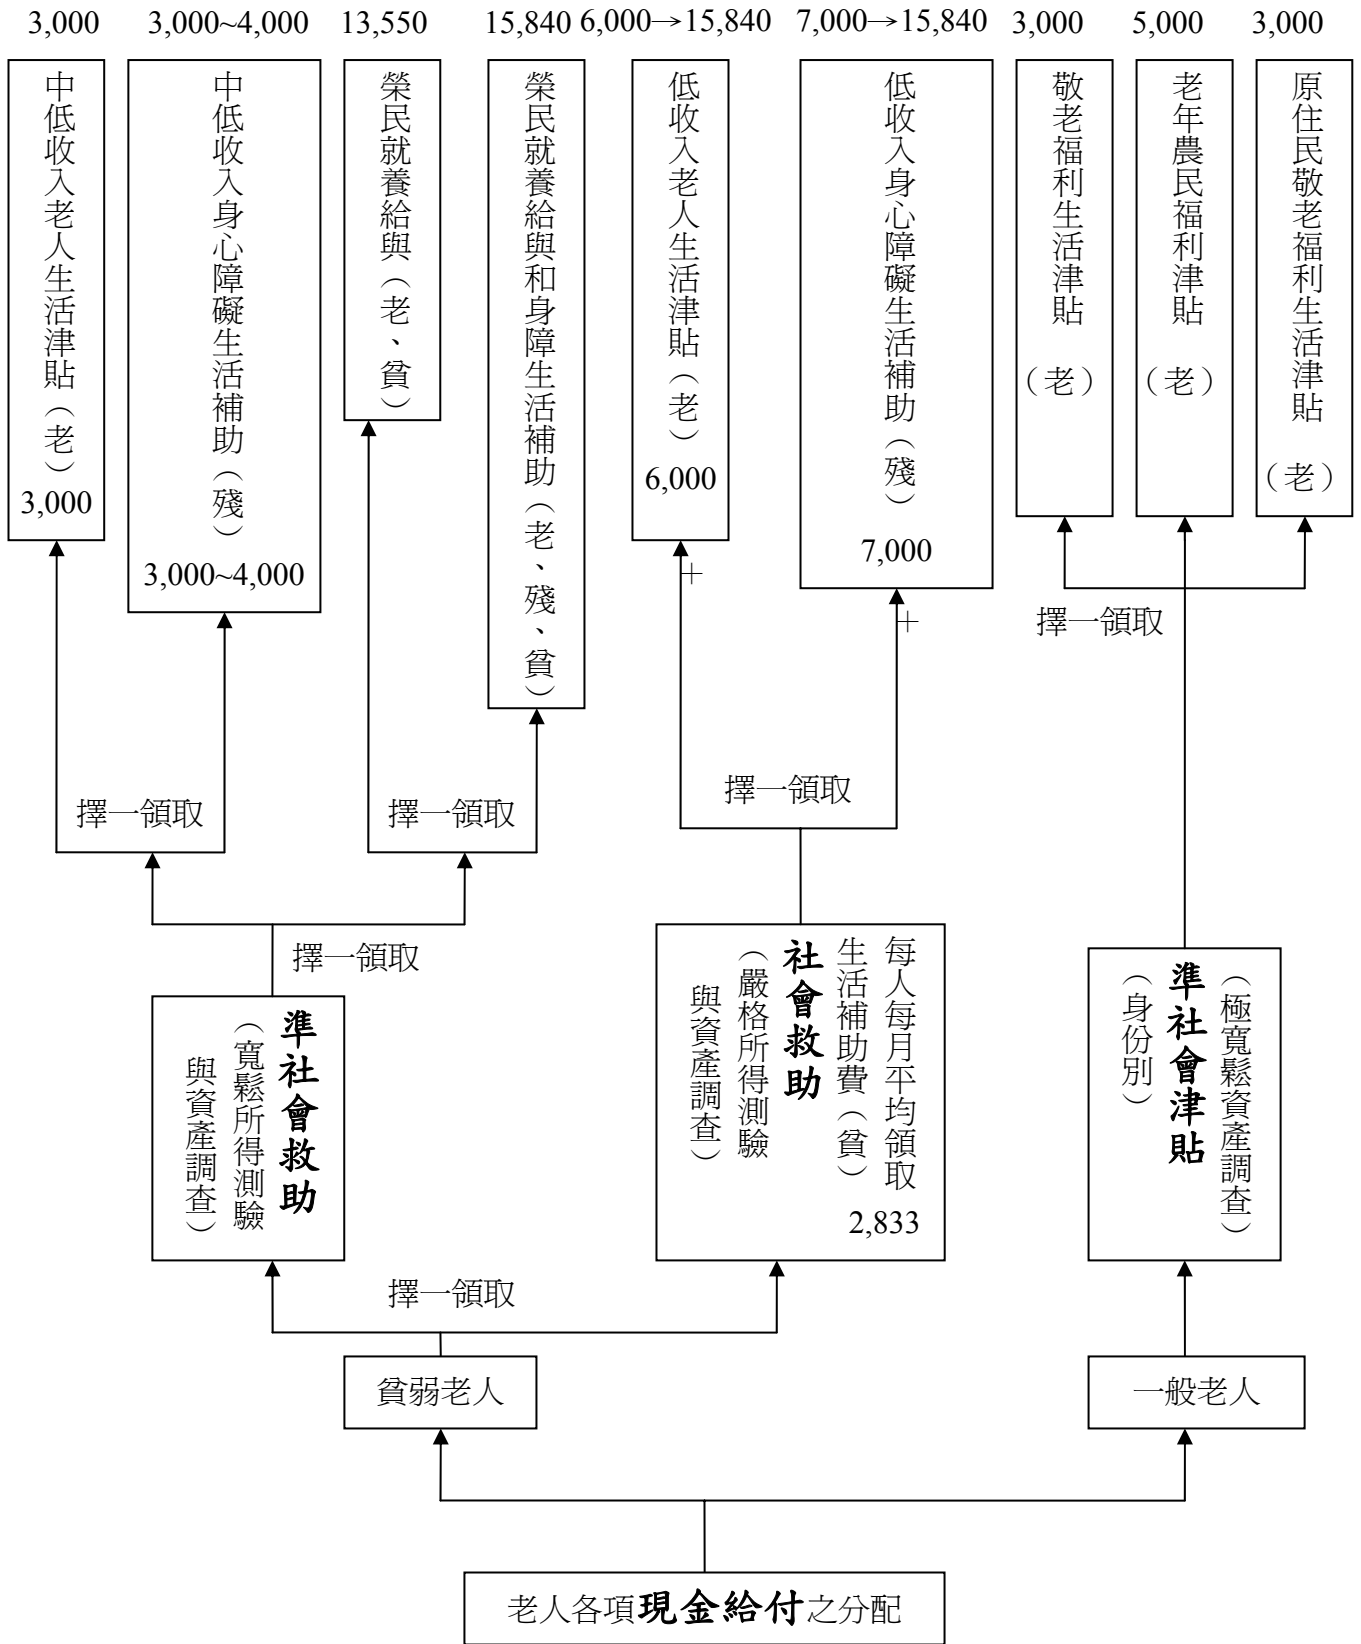 3,000
3,000~4,000
13,550
15,840
6,000→15,840
7,000→15,840
3,000
5,000
3,000
中低收入老人生活津貼（老）
3,000
中低收入身心障礙生活補助（殘）
3,000~4,000
榮民就養給與（老、貧）
榮民就養給與和身障生活補助（老、殘、貧）
低收入老人生活津貼（老）
6,000
低收入身心障礙生活補助（殘）
7,000
敬老福利生活津貼（老）
老年農民福利津貼（老）
原住民敬老福利生活津貼（老）
＋
＋
擇一領取
擇一領取
擇一領取
擇一領取
擇一領取
準社會救助
（寬鬆所得測驗
與資產調查）
每人每月平均領取
生活補助費（貧）
2,833
社會救助
（嚴格所得測驗
與資產調查）
（極寬鬆資產調查）
準社會津貼
（身份別）
擇一領取
貧弱老人
一般老人
老人各項現金給付之分配